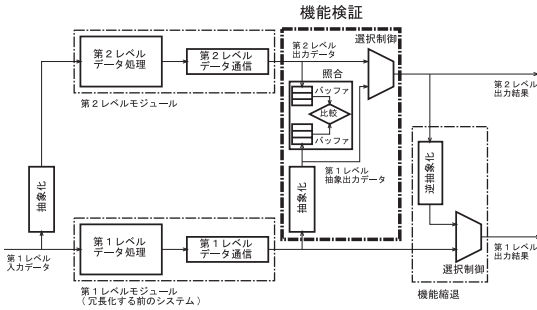 機能検証
第２レベル
データ処理
第２レベル
データ通信
第２レベルモジュール
第２レベル
出力データ
選択制御
照合
バッファ
比較
バッファ
第１レベル
抽象出力データ
抽象化
抽象化
逆抽象化
第２レベル
出力結果
第１レベル
入力データ
第１レベル
データ処理
第１レベル
データ通信
第１レベルモジュール
（冗長化する前のシステム）
選択制御
機能縮退
第１レベル
出力結果